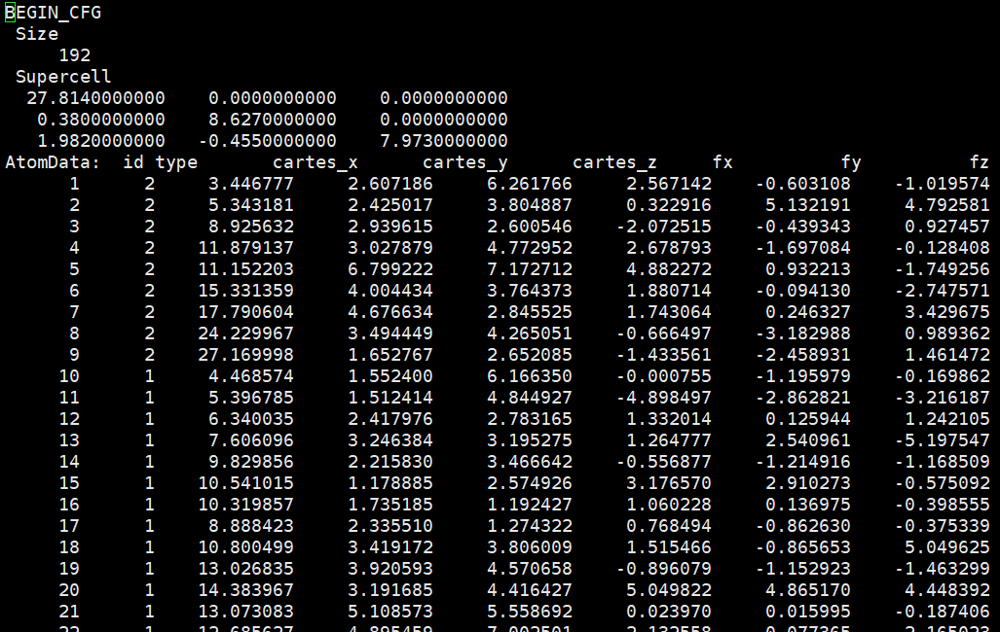 BEGIN_CFG
Size
192
Supercell
27.8140000000 0.0000000000 0.0000000000
0.3800000000 8.6270000000 0.0000000000
1.9820000000 -0.4550000000 7.9730000000
AtomData: id type cartes_x cartes_y cartes_z fx fy fz
1 2 3.446777 2.607186 6.261766 2.567142 -0.603108 -1.019574
2 2 5.343181 2.425017 3.804887 0.322916 5.132191 4.792581
3 2 8.925632 2.939615 2.600546 -2.072515 -0.439343 0.927457
4 2 11.879137 3.027879 4.772952 2.678793 -1.697084 -0.128408
5 2 11.152203 6.799222 7.172712 4.882272 0.932213 -1.749256
6 2 15.331359 4.004434 3.764373 1.880714 -0.094130 -2.747571
7 2 17.790604 4.676634 2.845525 1.743064 0.246327 3.429675
8 2 24.229967 3.494449 4.265051 -0.666497 -3.182988 0.989362
9 2 27.169998 1.652767 2.652085 -1.433561 -2.458931 1.461472
10 1 4.468574 1.552400 6.166350 -0.000755 -1.195979 -0.169862
11 1 5.396785 1.512414 4.844927 -4.898497 -2.862821 -3.216187
12 1 6.340035 2.417976 2.783165 1.332014 0.125944 1.242105
13 1 7.606096 3.246384 3.195275 1.264777 2.540961 -5.197547
14 1 9.829856 2.215830 3.466642 -0.556877 -1.214916 -1.168509
15 1 10.541015 1.178885 2.574926 3.176570 2.910273 -0.575092
16 1 10.319857 1.735185 1.192427 1.060228 0.136975 -0.398555
17 1 8.888423 2.335510 1.274322 0.768494 -0.862630 -0.375339
18 1 10.800499 3.419172 3.806009 1.515466 -0.865653 5.049625
19 1 13.026835 3.920593 4.570658 -0.896079 -1.152923 -1.463299
20 1 14.383967 3.191685 4.416427 5.049822 4.865170 4.448392
21 1 13.073083 5.108573 5.558692 0.023970 0.015995 -0.187406